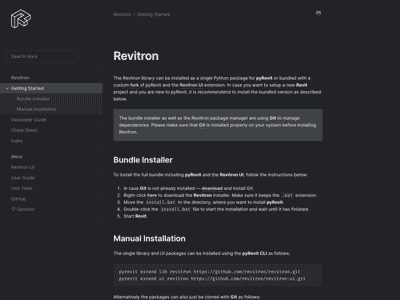 Revitron / Getting Started
Search docs
Revitron
Getting Started
Bundle Installer
Manual Installation
Developer Guide
Cheat Sheet
Index
More
Revitron UI
User Guide
Unit Tests
GitHub
♡ Sponsor
Revitron
The Revitron library can be installed as a single Python package for pyRevit or bundled with a
custom fork of pyRevit and the Revitron UI extension. In case you want to setup a new Revit
project and you are new to pyRevit, it is recommended to install the bundled version as described
below.
The bundle installer as well as the Revitron package manager are using Git to manage
dependencies. Please make sure that Git is installed properly on your system before installing
Revitron.
Bundle Installer
To install the full bundle including pyRevit and the Revitron UI, follow the instructions below:
1. In case Git is not already installed — download and install Git.
2. Right-click here to download the Revitron installer. Make sure it keeps the .bat extension.
3. Move the install.bat to the directory, where you want to install pyRevit.
4. Double-click the install.bat file to start the installation and wait until it has finished.
5. Start Revit.
Manual Installation
The single library and UI packages can be installed using the pyRevit CLI as follows:
pyrevit extend lib revitron https://github.com/revitron/revitron.git
pyrevit extend ui revitron https://github.com/revitron/revitron-ui.git
Alternatively the packages can also just be cloned with Git as follows: